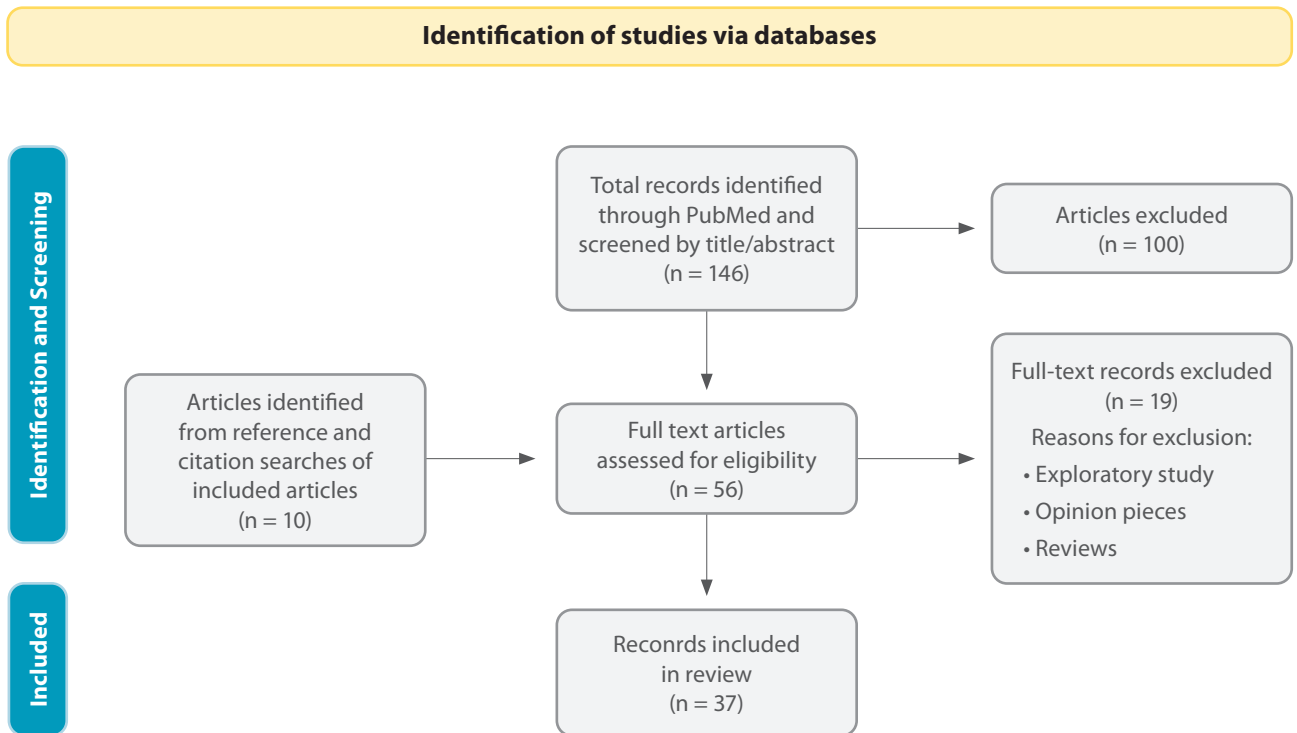 Identification of studies via databases
Identification and Screening
Total records identified
through PubMed and
screened by title/abstract
(n = 146)
Articles excluded
(n = 100)
Articles identified
from reference and
citation searches of
included articles
(n = 10)
Full text articles
assessed for eligibility
(n = 56)
Full-text records excluded
(n = 19)
Reasons for exclusion:
• Exploratory study
• Opinion pieces
• Reviews
Included
Reconrds included
in review
(n = 37)